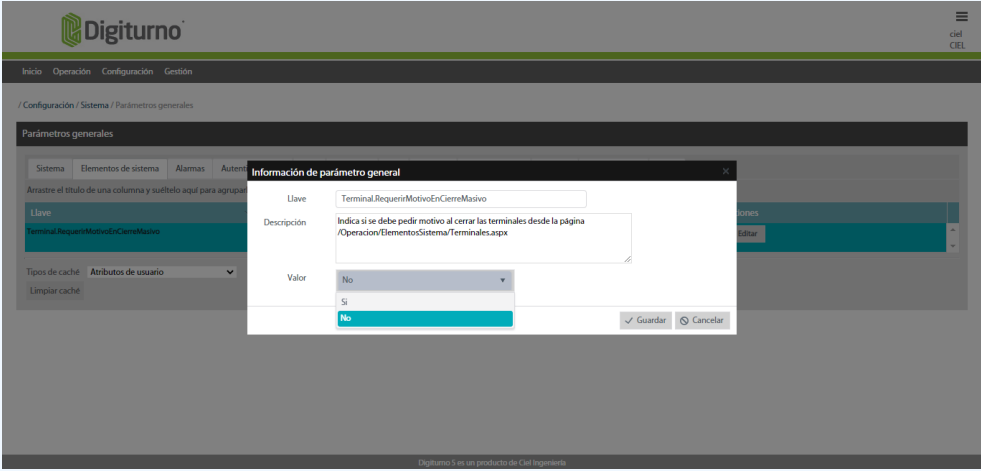 Digiturno
ciel
CIEL
Inicio Operación Configuración Gestión
/ Configuración / Sistema / Parámetros generales
Parámetros generales
Sistema Elementos de sistema Alarmas
Arrastre el título de una columna y suéltelo aquí para
Llave
Terminal.RequerirMotivoEnCierreMasivo
Editar
Tipos de caché Atributos de usuario
Limpiar caché
Información de parámetro general
Llave Terminal.RequerirMotivoEnCierreMasivo
Descripción Indica si se debe pedir motivo al cerrar las terminales desde la página
/Operacion/ElementosSistema/Terminales.aspx
Valor No
Si
No
Guardar Cancelar
Digiturno 5 es un producto de Ciel Ingeniería